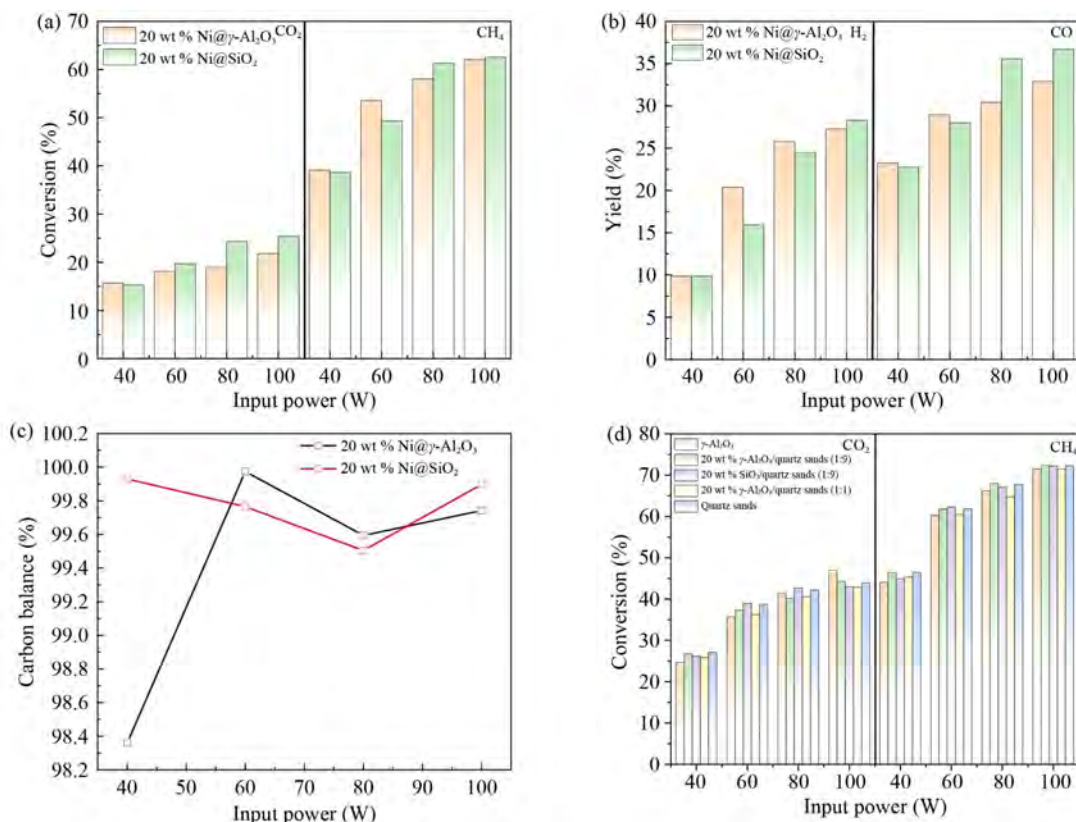 (a)
20 wt % Ni@γ-Al₂O₃ CO₂
20 wt % Ni@SiO₂
CH₄
Conversion (%)
70
60
50
40
30
20
10
0
40 60 80 100 40 60 80 100
Input power (W)
(b)
20 wt % Ni@γ-Al₂O₃ H₂
20 wt % Ni@SiO₂
CO
Yield (%)
40
35
30
25
20
15
10
5
0
40 60 80 100 40 60 80 100
Input power (W)
(c)
20 wt % Ni@γ-Al₂O₃
20 wt % Ni@SiO₂
Carbon balance (%)
100.2
100.0
99.8
99.6
99.4
99.2
99.0
98.8
98.6
98.4
98.2
40 50 60 70 80 90 100
Input power (W)
(d)
γ-Al₂O₃
20 wt % γ-Al₂O₃/quartz sands (1:9)
20 wt % SiO₂/quartz sands (1:9)
20 wt % γ-Al₂O₃/quartz sands (1:1)
Quartz sands
CO₂
CH₄
Conversion (%)
80
70
60
50
40
30
20
10
0
40 60 80 100 40 60 80 100
Input power (W)